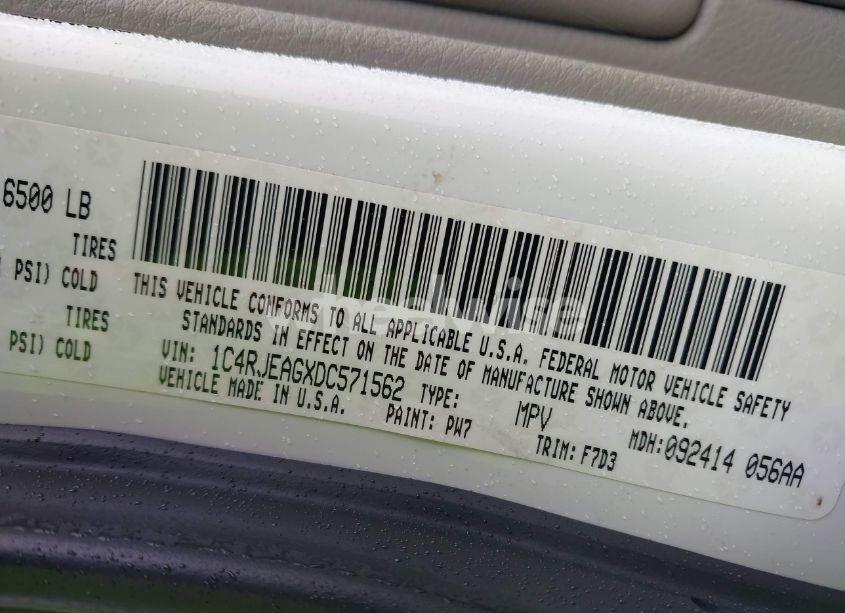 6500 LB
TIRES
PSI) COLD
TIRES
PSI) COLD
THIS VEHICLE CONFORMS TO ALL APPLICABLE U.S.A. FEDERAL MOTOR VEHICLE SAFETY
STANDARDS IN EFFECT ON THE DATE OF MANUFACTURE SHOWN ABOVE.
VIN: 1C4RJEAGXDC571562 TYPE: MPV MDH:092414 056AA
VEHICLE MADE IN U.S.A. PAINT: PW7 TRIM: F7D3
wheelwise